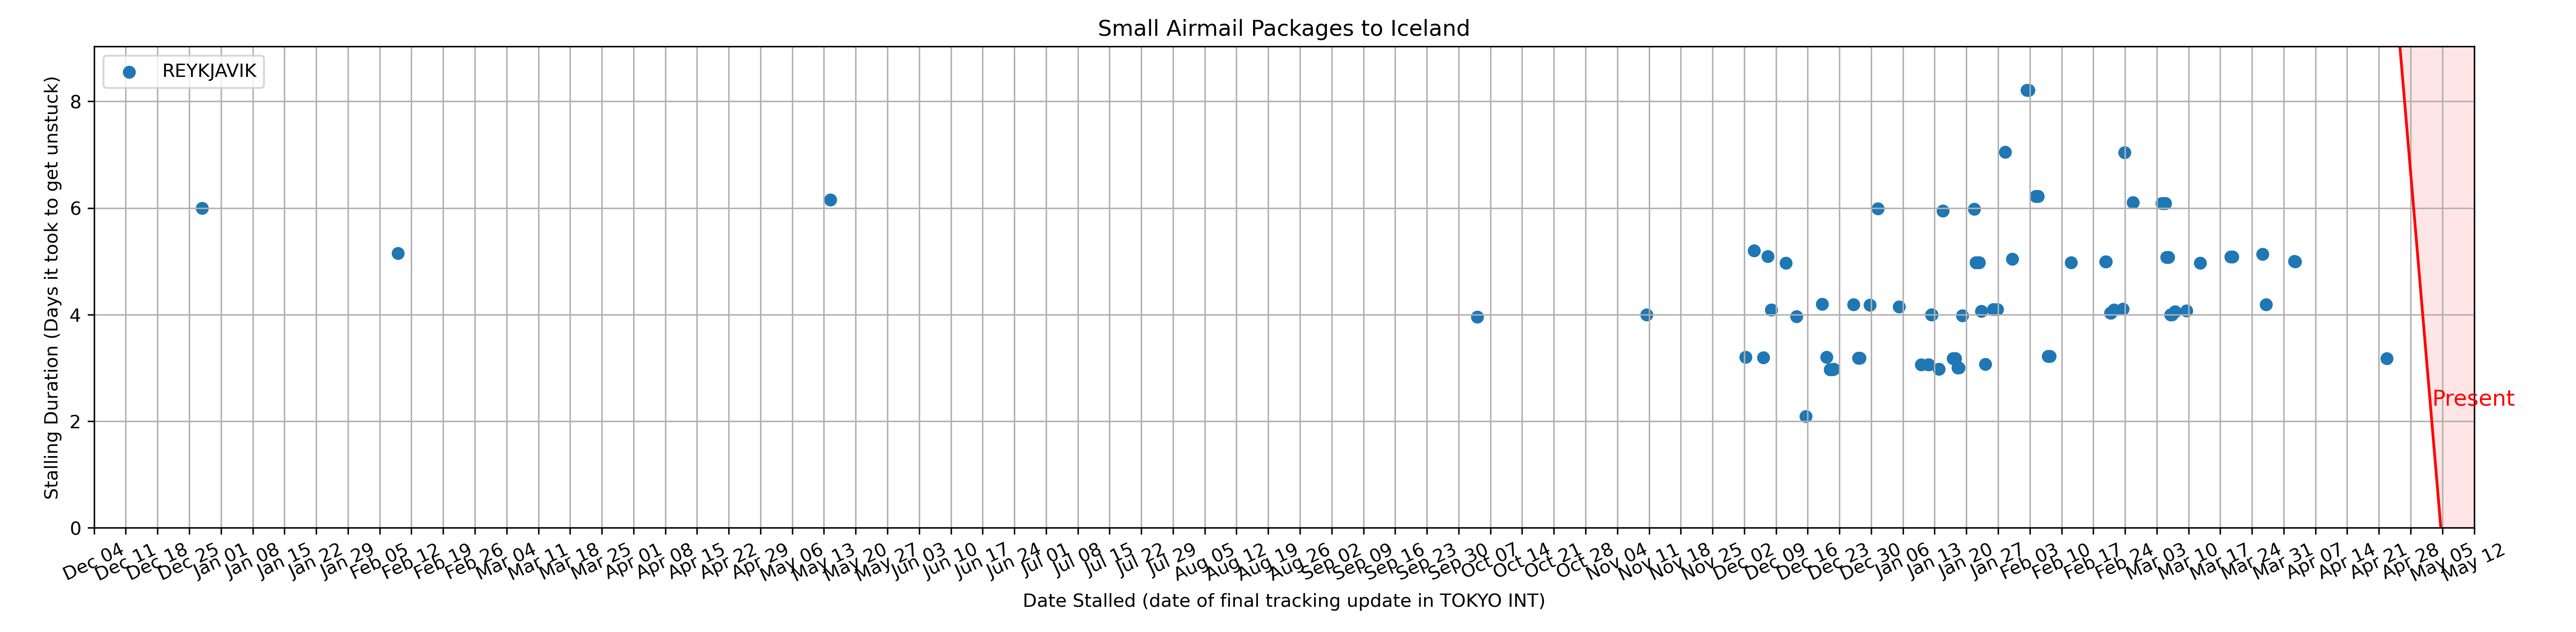 Small Airmail Packages to Iceland
REYKJAVIK
Stalling Duration (Days it took to get unstuck)
8
6
4
2
0
Present
Dec 04
Dec 11
Dec 18
Dec 25
Jan 01
Jan 08
Jan 15
Jan 22
Jan 29
Feb 05
Feb 12
Feb 19
Feb 26
Mar 04
Mar 11
Mar 18
Mar 25
Apr 01
Apr 08
Apr 15
Apr 22
Apr 29
May 06
May 13
May 20
May 27
Jun 03
Jun 10
Jun 17
Jun 24
Jul 01
Jul 08
Jul 15
Jul 22
Jul 29
Aug 05
Aug 12
Aug 19
Aug 26
Sep 02
Sep 09
Sep 16
Sep 23
Sep 30
Oct 07
Oct 14
Oct 21
Oct 28
Nov 04
Nov 11
Nov 18
Nov 25
Dec 02
Dec 09
Dec 16
Dec 23
Dec 30
Jan 06
Jan 13
Jan 20
Jan 27
Feb 03
Feb 10
Feb 17
Feb 24
Mar 03
Mar 10
Mar 17
Mar 24
Mar 31
Apr 07
Apr 14
Apr 21
Apr 28
May 05
May 12
Date Stalled (date of final tracking update in TOKYO INT)